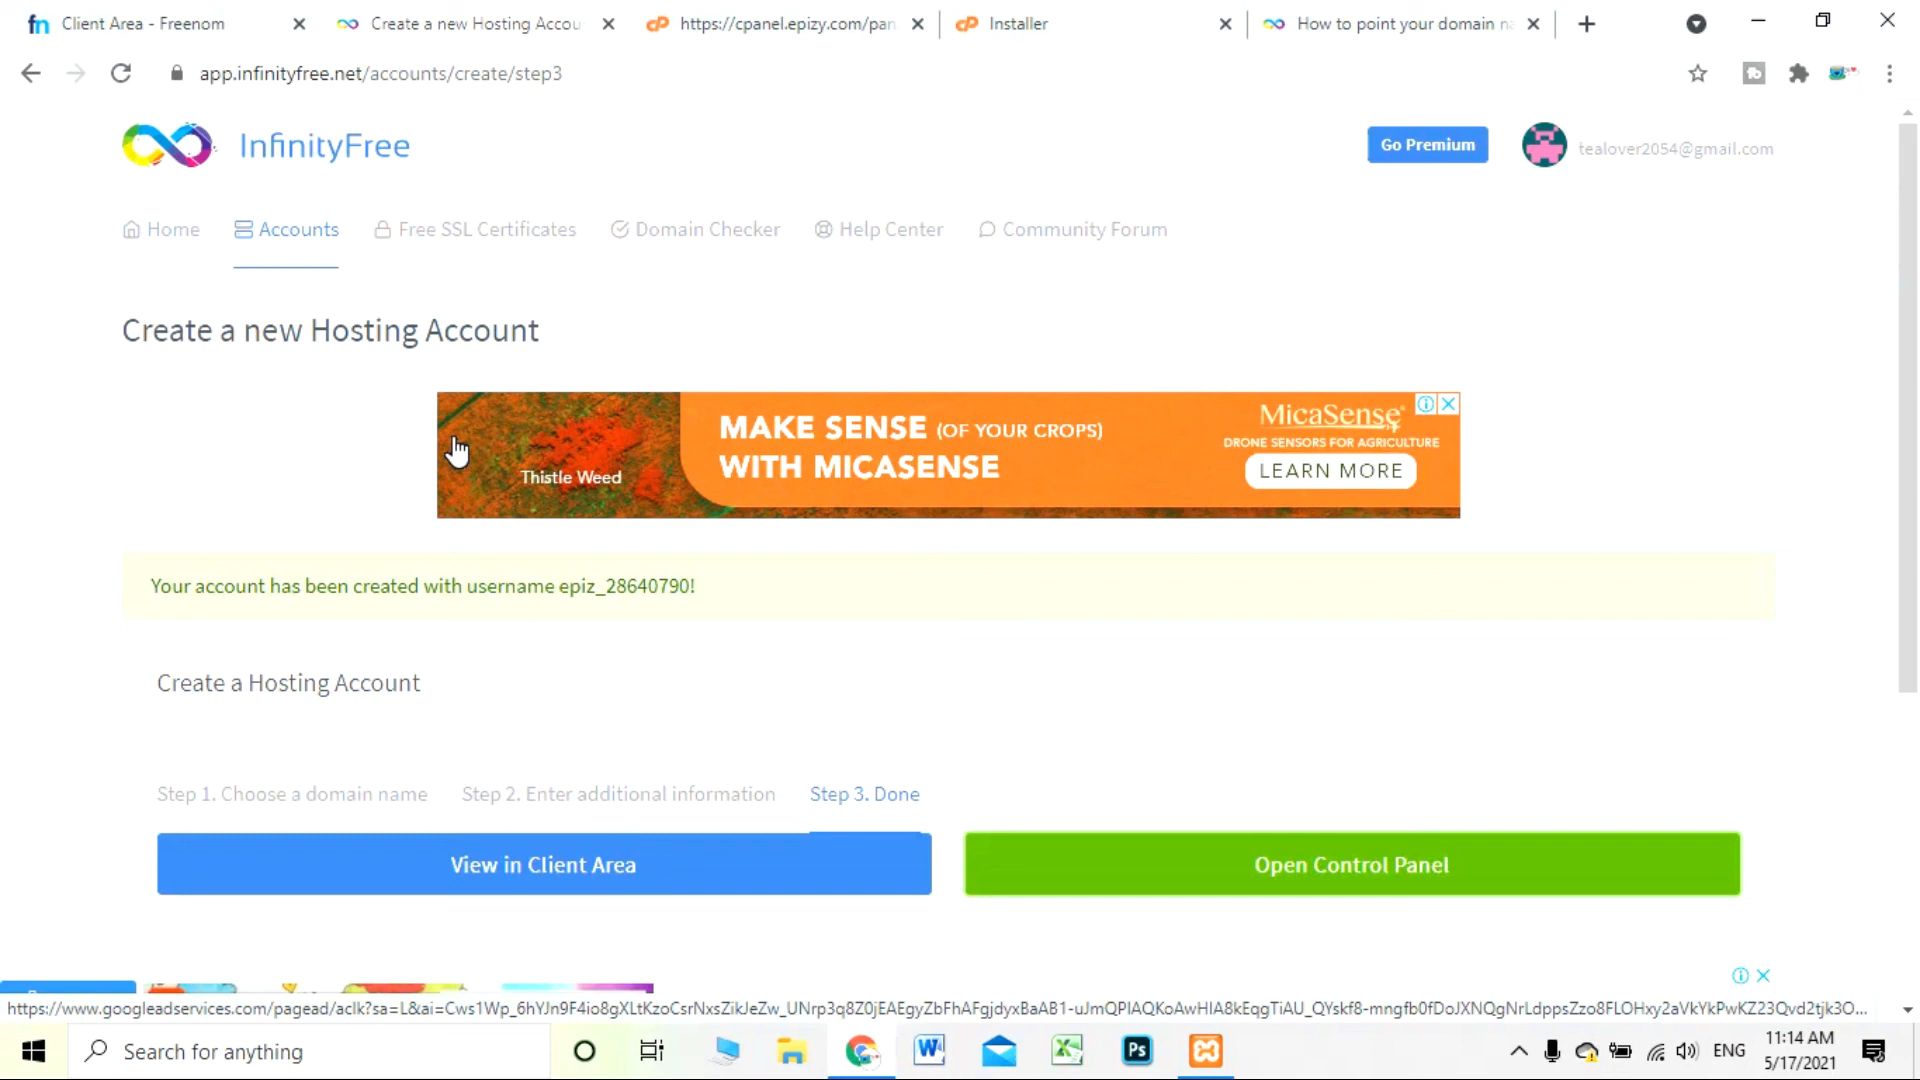 fn Client Area - Freenom
Create a new Hosting Accou
cP https://cpanel.epizy.com/pan
cP Installer
How to point your domain na
app.infinityfree.net/accounts/create/step3
InfinityFree
Go Premium
tealover2054@gmail.com
Home
Accounts
Free SSL Certificates
Domain Checker
Help Center
Community Forum
Create a new Hosting Account
Thistle Weed
MAKE SENSE (OF YOUR CROPS)
WITH MICASENSE
MicaSense
DRONE SENSORS FOR AGRICULTURE
LEARN MORE
Your account has been created with username epiz_28640790!
Create a Hosting Account
Step 1. Choose a domain name
Step 2. Enter additional information
Step 3. Done
View in Client Area
Open Control Panel
Search for anything
W
Ps
ENG
11:14 AM
5/17/2021